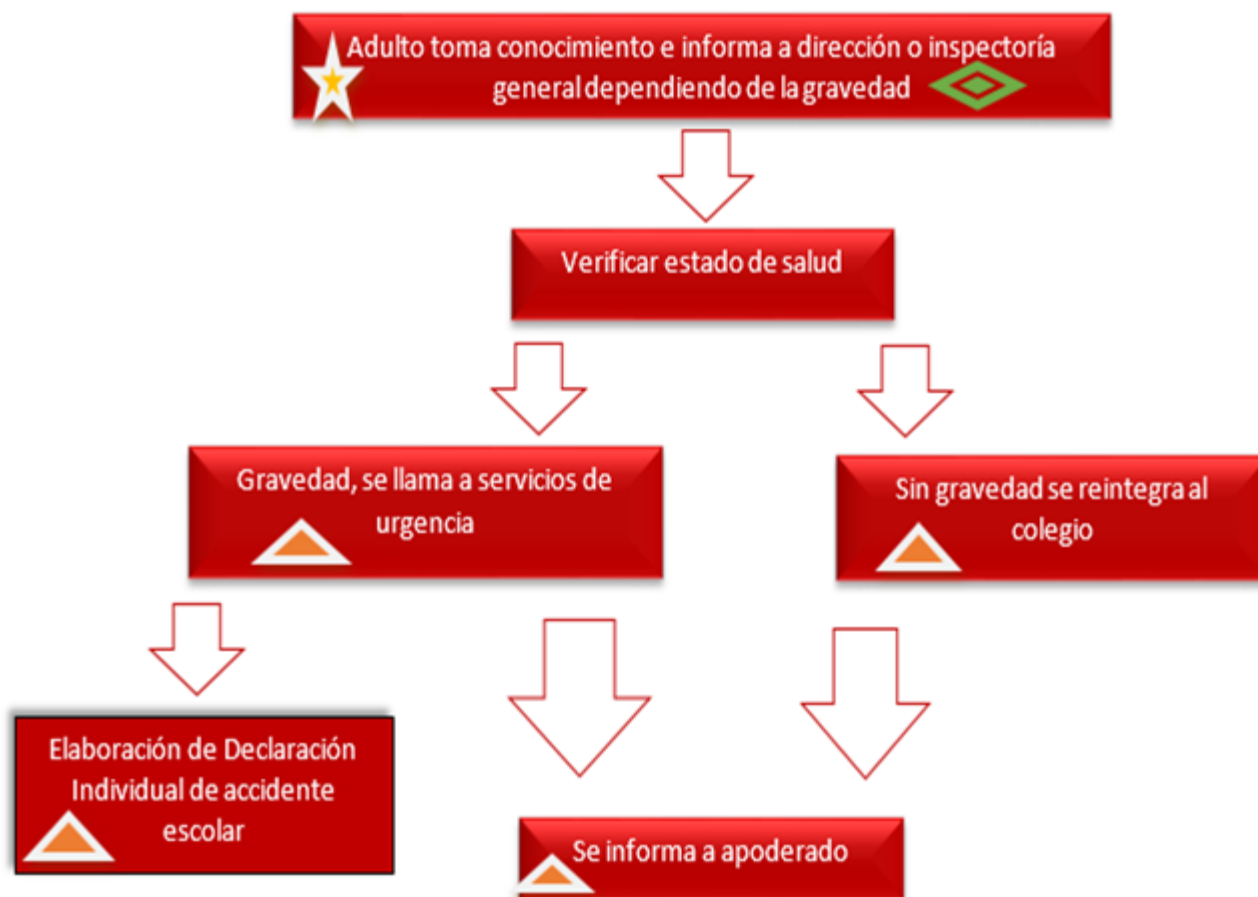 Adulto toma conocimiento e informa a dirección o inspectoría
general dependiendo de la gravedad
Verificar estado de salud
Gravedad, se llama a servicios de
urgencia
Sin gravedad se reintegra al
colegio
Elaboración de Declaración
Individual de accidente
escolar
Se informa a apoderado